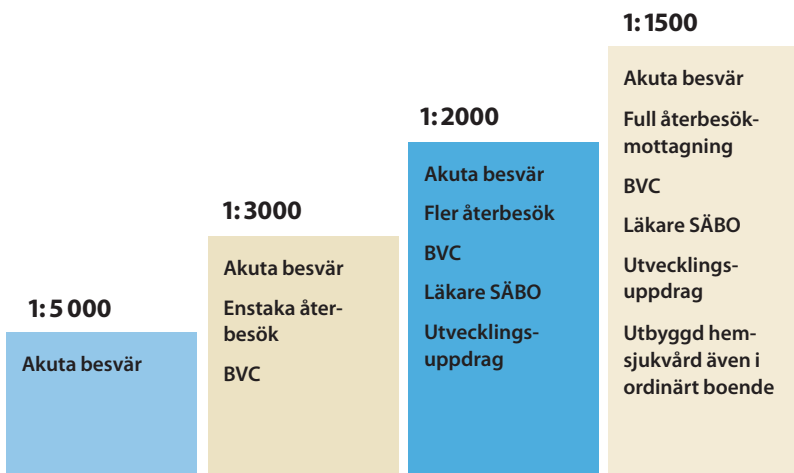 1:5 000
Akuta besvär
1:3000
Akuta besvär
Enstaka åter-
besök
BVC
1:2000
Akuta besvär
Fler återbesök
BVC
Läkare SÄBO
Utvecklings-
uppdrag
1:1500
Akuta besvär
Full återbesök-
mottagning
BVC
Läkare SÄBO
Utvecklings-
uppdrag
Utbyggd hem-
sjukvård även i
ordinärt boende